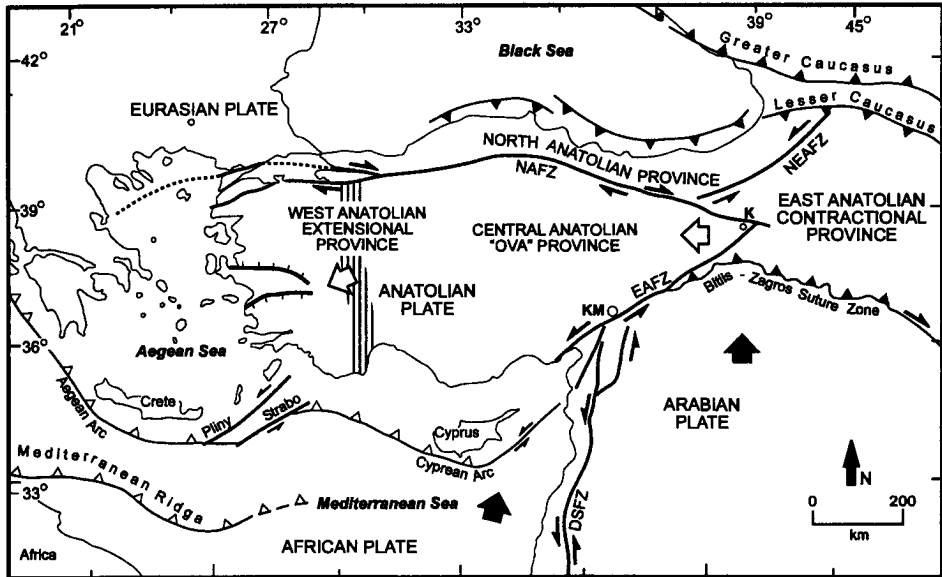 21° 27° 33° 39° 45°
42°
39°
36°
33°
Black Sea
Greater Caucasus
Lesser Caucasus
EURASIAN PLATE
NORTH ANATOLIAN PROVINCE
NAFZ
NEAFZ
EAST ANATOLIAN
CONTRACTIONAL
PROVINCE
WEST ANATOLIAN
EXTENSIONAL
PROVINCE
CENTRAL ANATOLIAN
"OVA" PROVINCE
K
ANATOLIAN
PLATE
EAFZ
Bitlis - Zagros Suture Zone
KM
Aegean Sea
Aegean Arc
Crete
Pliny
Strabo
Cyprus
Cyprean Arc
ARABIAN
PLATE
Mediterranean Ridga
Mediterranean Sea
DSFZ
AFRICAN PLATE
Africa
N
0 200
km